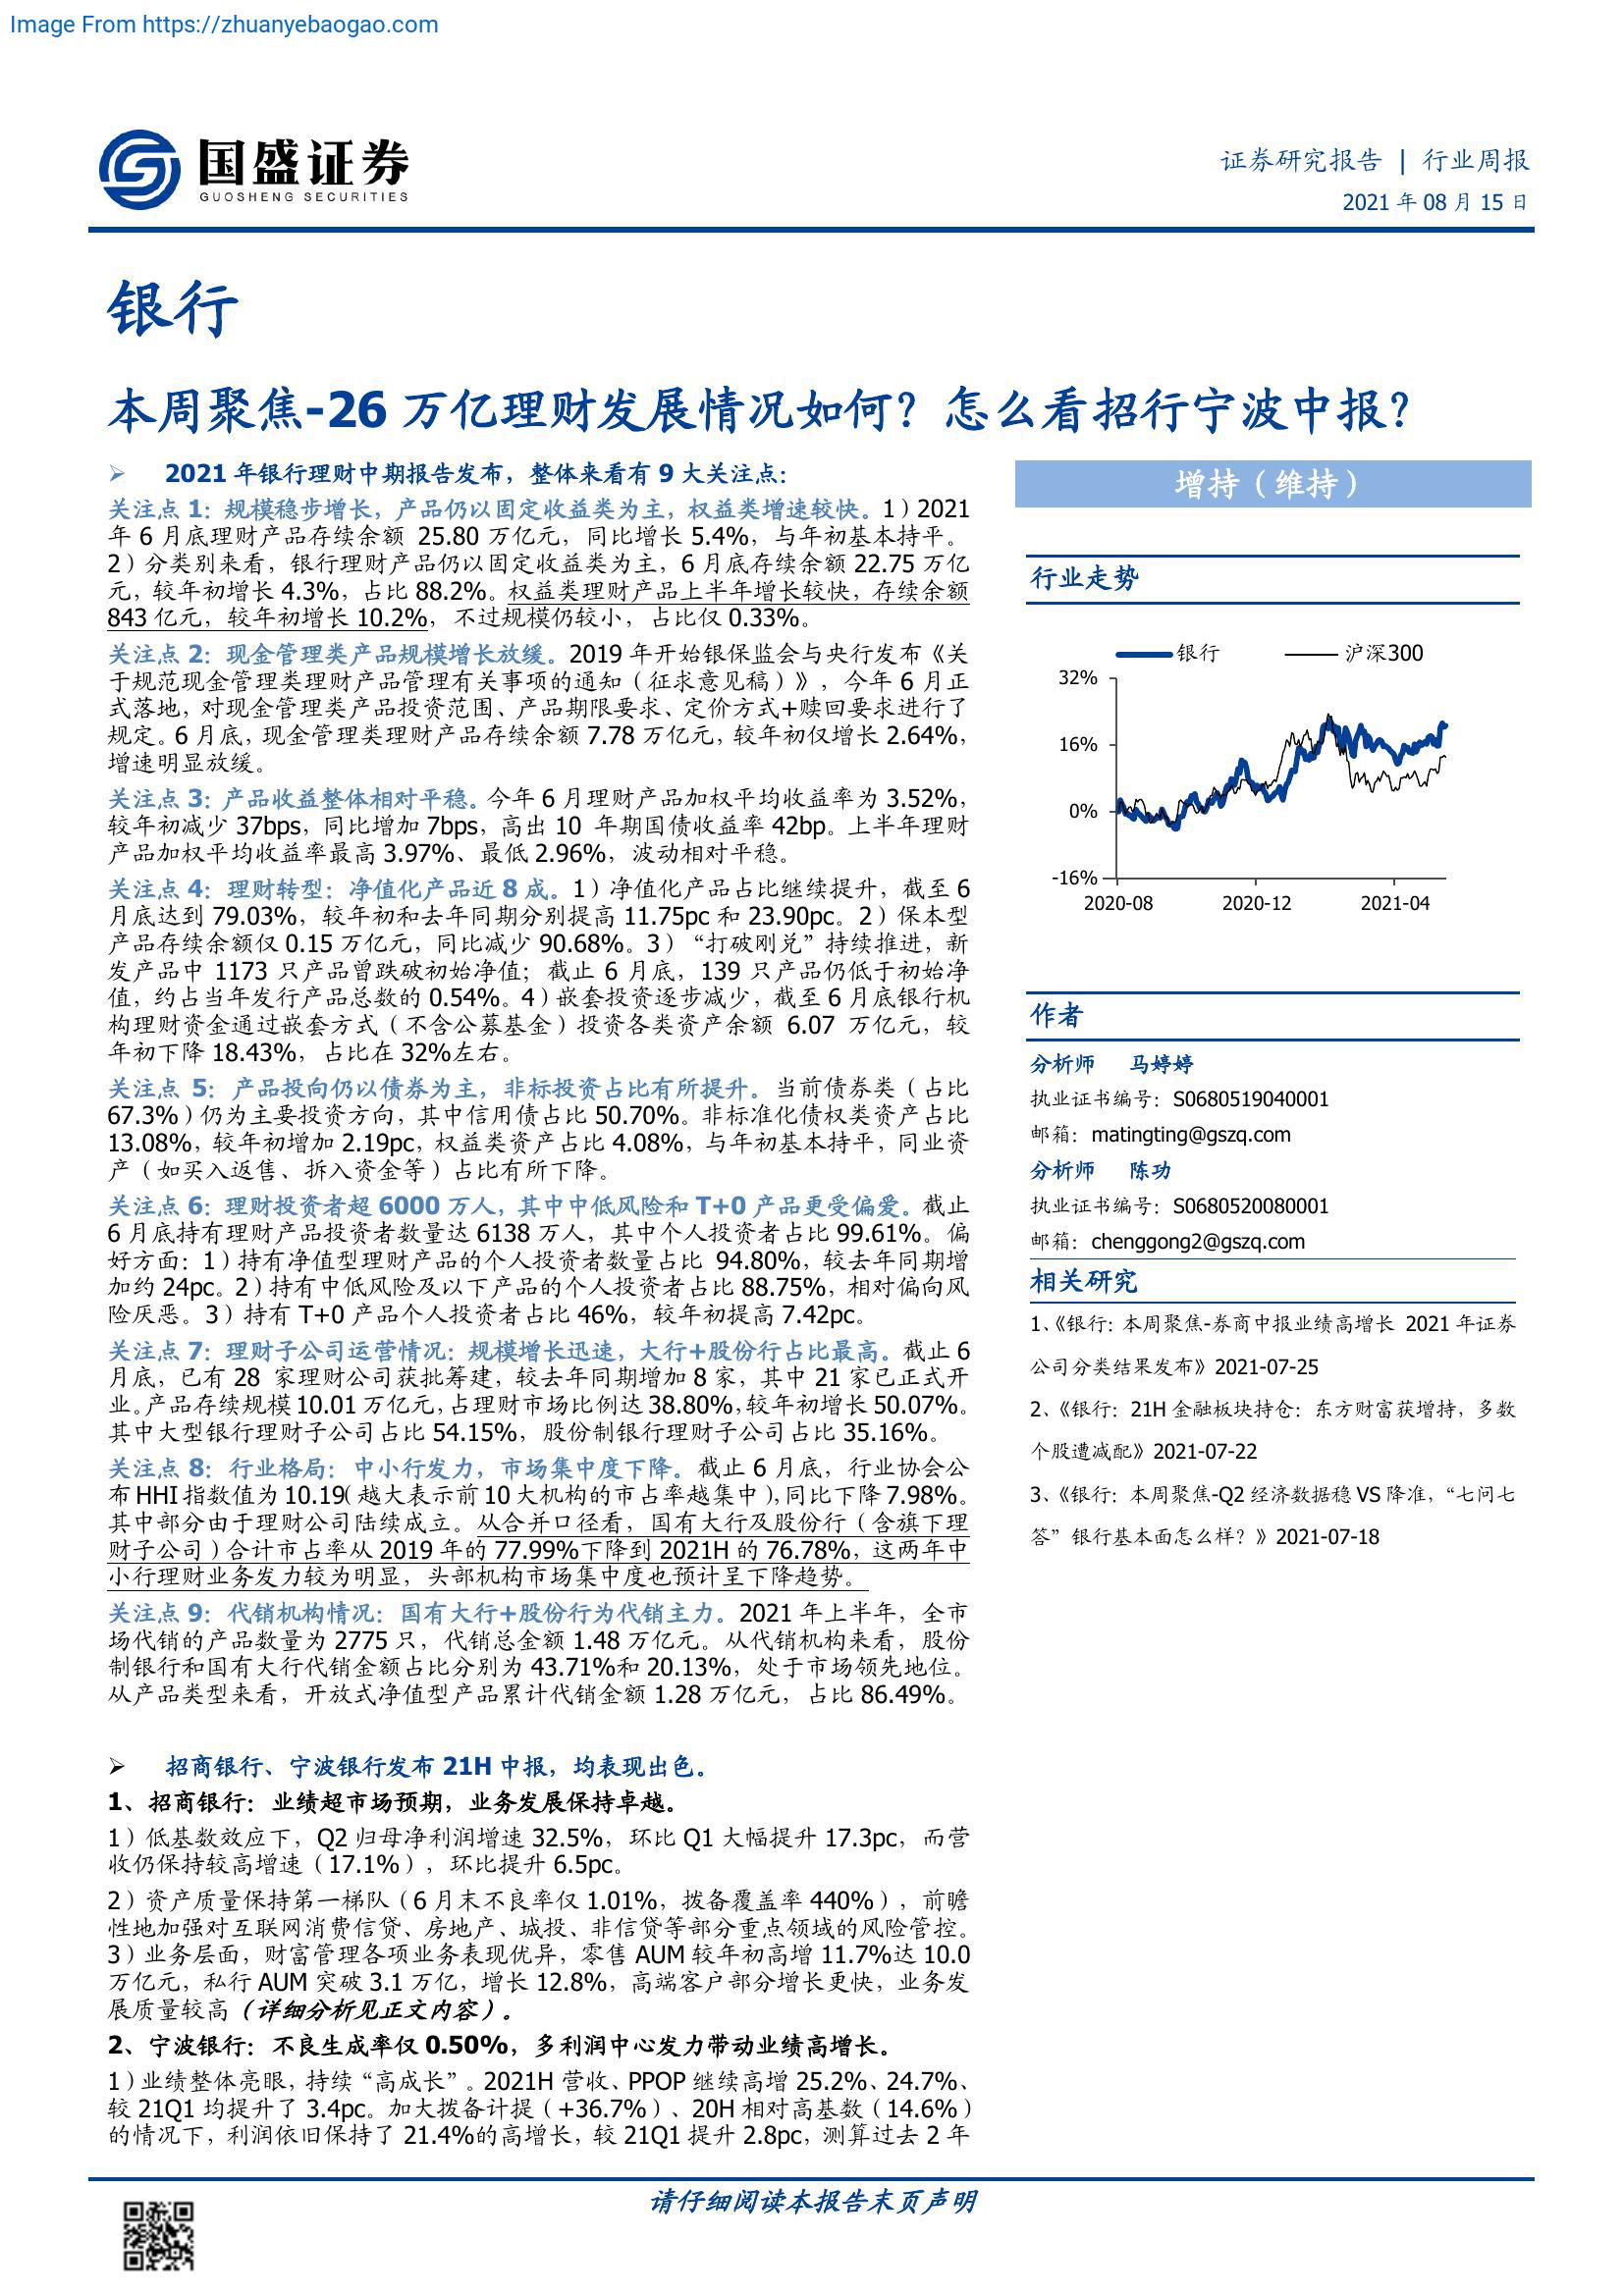 Image From https://zhuanyebaogao.com
国盛证券
GUOSHENG SECURITIES
证券研究报告 | 行业周报
2021 年 08 月 15 日
银行
本周聚焦-26 万亿理财发展情况如何？怎么看招行宁波中报？
2021 年银行理财中期报告发布，整体来看有 9 大关注点：
关注点 1：规模稳步增长，产品仍以固定收益类为主，权益类增速较快。1）2021
年 6 月底理财产品存续余额 25.80 万亿元，同比增长 5.4%，与年初基本持平。
2）分类别来看，银行理财产品仍以固定收益类为主，6 月底存续余额 22.75 万亿
元，较年初增长 4.3%，占比 88.2%。权益类理财产品上半年增长较快，存续余额
843 亿元，较年初增长 10.2%，不过规模仍较小，占比仅 0.33%。
关注点 2：现金管理类产品规模增长放缓。2019 年开始银保监会与央行发布《关
于规范现金管理类理财产品管理有关事项的通知（征求意见稿）》，今年 6 月正
式落地，对现金管理类产品投资范围、产品期限要求、定价方式+赎回要求进行了
规定。6 月底，现金管理类理财产品存续余额 7.78 万亿元，较年初仅增长 2.64%，
增速明显放缓。
关注点 3：产品收益整体相对平稳。今年 6 月理财产品加权平均收益率为 3.52%，
较年初减少 37bps，同比增加 7bps，高出 10 年期国债收益率 42bp。上半年理财
产品加权平均收益率最高 3.97%、最低 2.96%，波动相对平稳。
关注点 4：理财转型：净值化产品近 8 成。1）净值化产品占比继续提升，截至 6
月底达到 79.03%，较年初和去年同期分别提高 11.75pc 和 23.90pc。2）保本型
产品存续余额仅 0.15 万亿元，同比减少 90.68%。3）“打破刚兑”持续推进，新
发产品中 1173 只产品曾跌破初始净值；截止 6 月底，139 只产品仍低于初始净
值，约占当年发行产品总数的 0.54%。4）嵌套投资逐步减少，截至 6 月底银行机
构理财资金通过嵌套方式（不含公募基金）投资各类资产余额 6.07 万亿元，较
年初下降 18.43%，占比在 32%左右。
关注点 5：产品投向仍以债券为主，非标投资占比有所提升。当前债券类（占比
67.3%）仍为主要投资方向，其中信用债占比 50.70%。非标准化债权类资产占比
13.08%，较年初增加 2.19pc，权益类资产占比 4.08%，与年初基本持平，同业资
产（如买入返售、拆入资金等）占比有所下降。
关注点 6：理财投资者超 6000 万人，其中中低风险和 T+0 产品更受偏爱。截止
6 月底持有理财产品投资者数量达 6138 万人，其中个人投资者占比 99.61%。偏
好方面：1）持有净值型理财产品的个人投资者数量占比 94.80%，较去年同期增
加约 24pc。2）持有中低风险及以下产品的个人投资者占比 88.75%，相对偏向风
险厌恶。3）持有 T+0 产品个人投资者占比 46%，较年初提高 7.42pc。
关注点 7：理财子公司运营情况：规模增长迅速，大行+股份行占比最高。截止 6
月底，已有 28 家理财公司获批筹建，较去年同期增加 8 家，其中 21 家已正式开
业。产品存续规模 10.01 万亿元，占理财市场比例达 38.80%，较年初增长 50.07%。
其中大型银行理财子公司占比 54.15%，股份制银行理财子公司占比 35.16%。
关注点 8：行业格局：中小行发力，市场集中度下降。截止 6 月底，行业协会公
布 HHI 指数值为 10.19（越大表示前 10 大机构的市占率越集中），同比下降 7.98%。
其中部分由于理财公司陆续成立。从合并口径看，国有大行及股份行（含旗下理
财子公司）合计市占率从 2019 年的 77.99%下降到 2021H 的 76.78%，这两年中
小行理财业务发力较为明显，头部机构市场集中度也预计呈下降趋势。
关注点 9：代销机构情况：国有大行+股份行为代销主力。2021 年上半年，全市
场代销的产品数量为 2775 只，代销总金额 1.48 万亿元。从代销机构来看，股份
制银行和国有大行代销金额占比分别为 43.71%和 20.13%，处于市场领先地位。
从产品类型来看，开放式净值型产品累计代销金额 1.28 万亿元，占比 86.49%。
招商银行、宁波银行发布 21H 中报，均表现出色。
1、招商银行：业绩超市场预期，业务发展保持卓越。
1）低基数效应下，Q2 归母净利润增速 32.5%，环比 Q1 大幅提升 17.3pc，而营
收仍保持较高增速（17.1%），环比提升 6.5pc。
2）资产质量保持第一梯队（6 月末不良率仅 1.01%，拨备覆盖率 440%），前瞻
性地加强对互联网消费信贷、房地产、城投、非信贷等部分重点领域的风险管控。
3）业务层面，财富管理各项业务表现优异，零售 AUM 较年初高增 11.7%达 10.0
万亿元，私行 AUM 突破 3.1 万亿，增长 12.8%，高端客户部分增长更快，业务发
展质量较高（详细分析见正文内容）。
2、宁波银行：不良生成率仅 0.50%，多利润中心发力带动业绩高增长。
1）业绩整体亮眼，持续“高成长”。2021H 营收、PPOP 继续高增 25.2%、24.7%、
较 21Q1 均提升了 3.4pc。加大拨备计提（+36.7%）、20H 相对高基数（14.6%）
的情况下，利润依旧保持了 21.4%的高增长，较 21Q1 提升 2.8pc，测算过去 2 年
增持（维持）
行业走势
银行 沪深300
32%
16%
0%
-16%
2020-08 2020-12 2021-04
作者
分析师 马婷婷
执业证书编号：S0680519040001
邮箱：matingting@gszq.com
分析师 陈功
执业证书编号：S0680520080001
邮箱：chenggong2@gszq.com
相关研究
1、《银行：本周聚焦-券商中报业绩高增长 2021 年证券
公司分类结果发布》2021-07-25
2、《银行：21H 金融板块持仓：东方财富获增持，多数
个股遭减配》2021-07-22
3、《银行：本周聚焦-Q2 经济数据稳 VS 降准，“七问七
答”银行基本面怎么样？》2021-07-18
请仔细阅读本报告末页声明